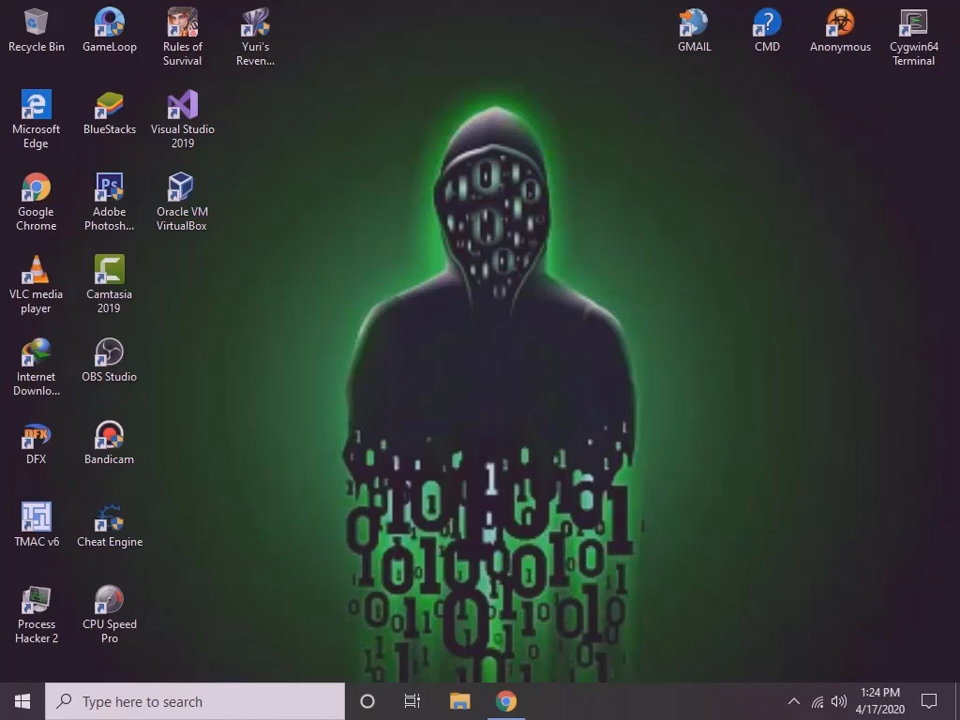 Recycle Bin
GameLoop
Rules of
Survival
Yuri's
Reven...
GMAIL
CMD
Anonymous
Cygwin64
Terminal
Microsoft
Edge
BlueStacks
Visual Studio
2019
Google
Chrome
Adobe
Photosh...
Oracle VM
VirtualBox
VLC media
player
Camtasia
2019
Internet
Downlo...
OBS Studio
DFX
Bandicam
TMAC v6
Cheat Engine
Process
Hacker 2
CPU Speed
Pro
Type here to search
1:24 PM
4/17/2020